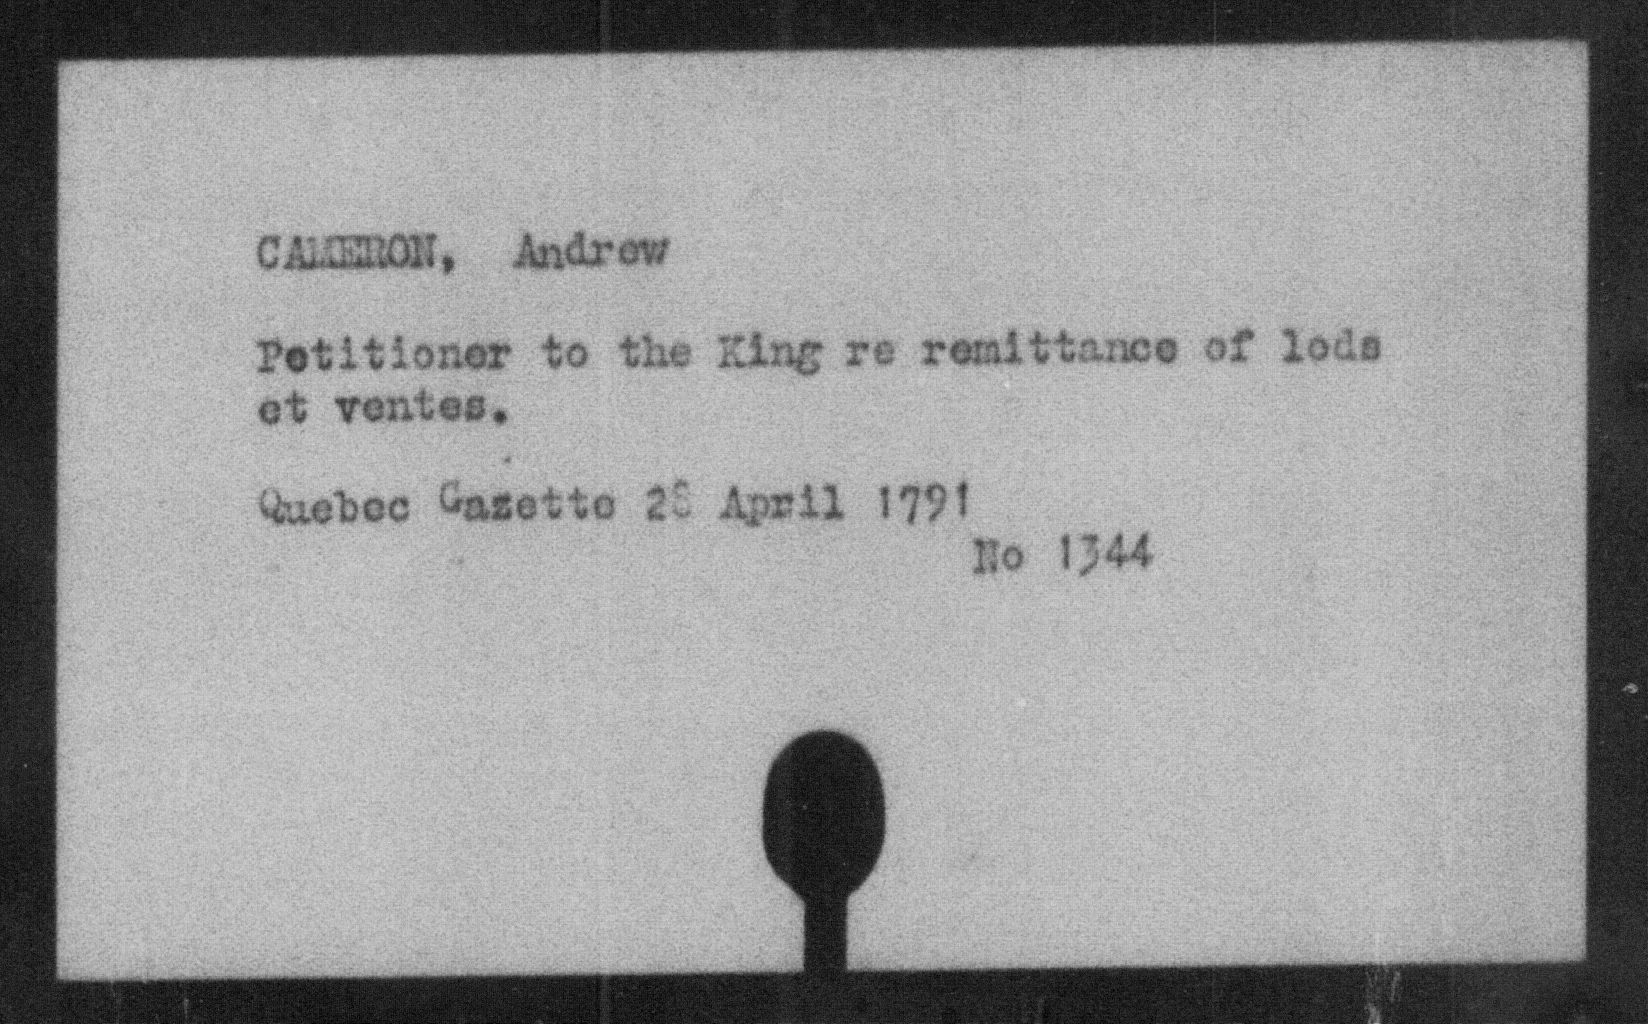 CAMERON, Andrew
Petitioner to the King re remittance of lods
et ventes.
Quebec Gazette 28 April 1791
No 1344